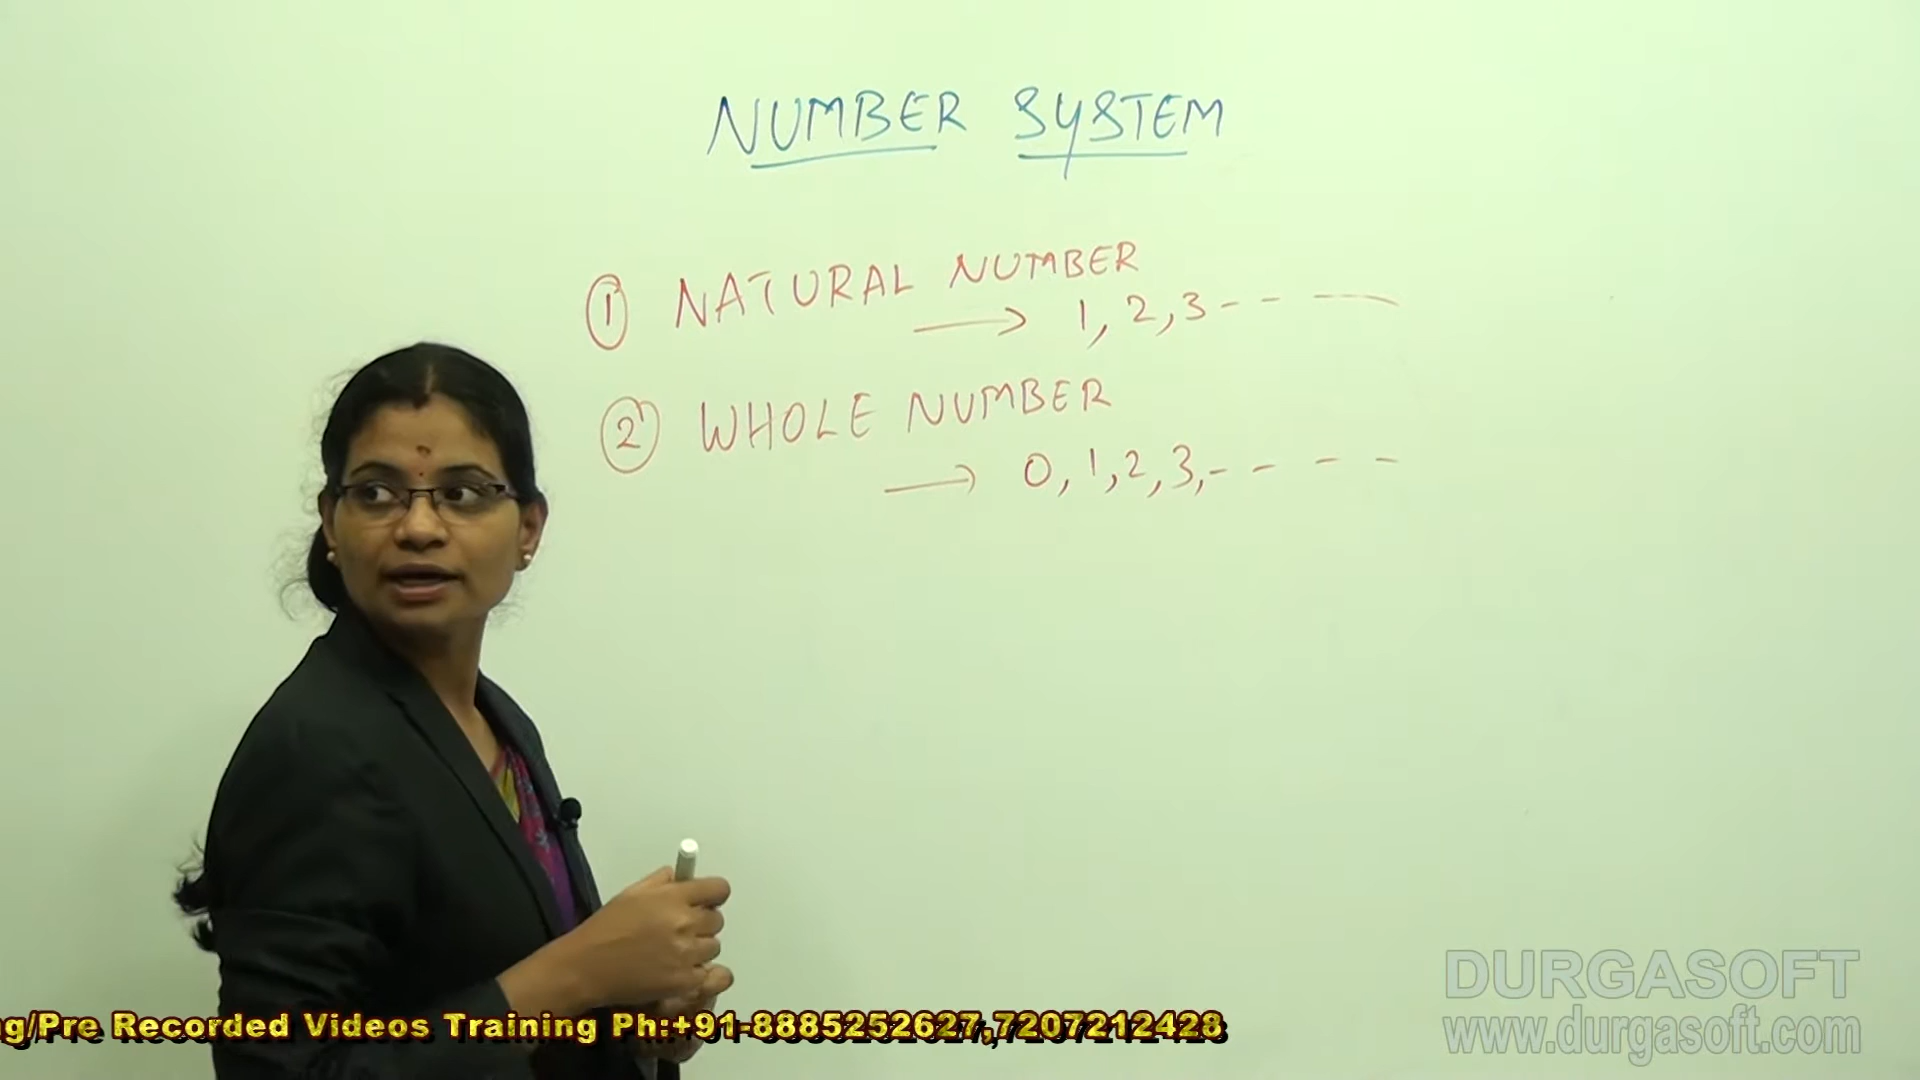 NUMBER SYSTEM
① NATURAL NUMBER
→ 1, 2, 3 - - - —
② WHOLE NUMBER
→ 0, 1, 2, 3, - - - -
DURGASOFT
ng/Pre Recorded Videos Training Ph:+91-8885252627,7207212428
www.durgasoft.com